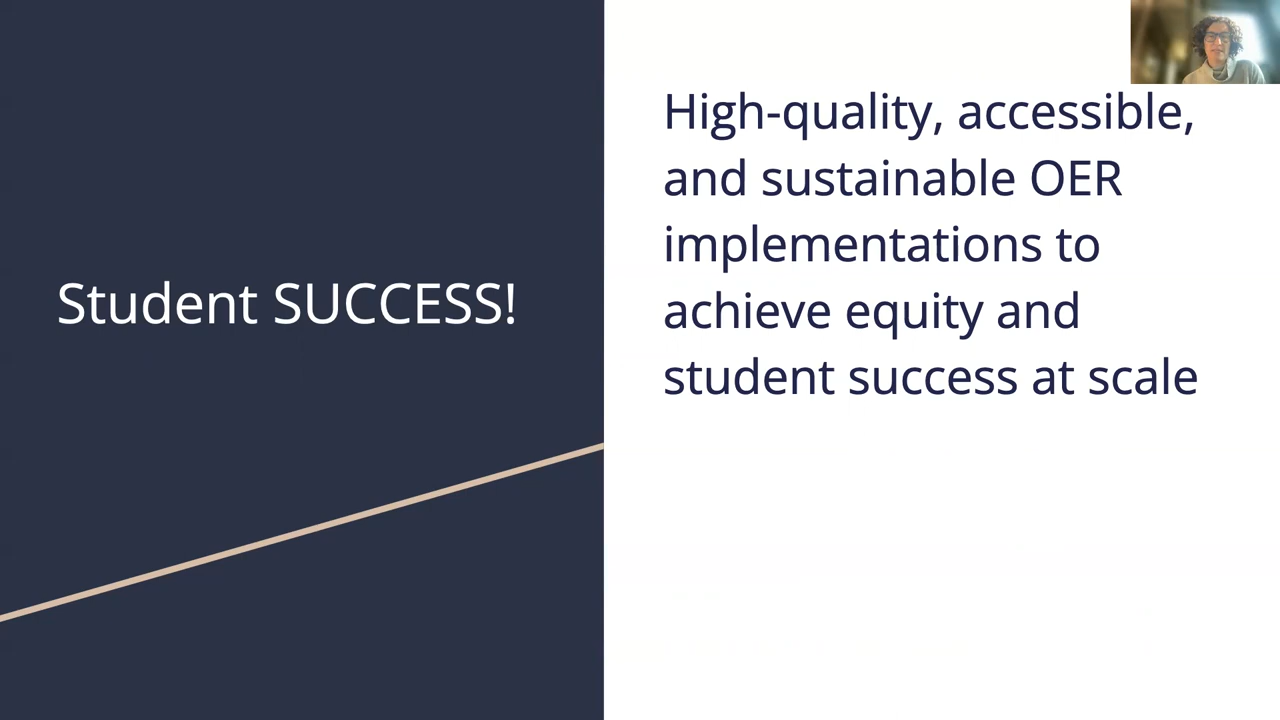 Student SUCCESS!
High-quality, accessible,
and sustainable OER
implementations to
achieve equity and
student success at scale